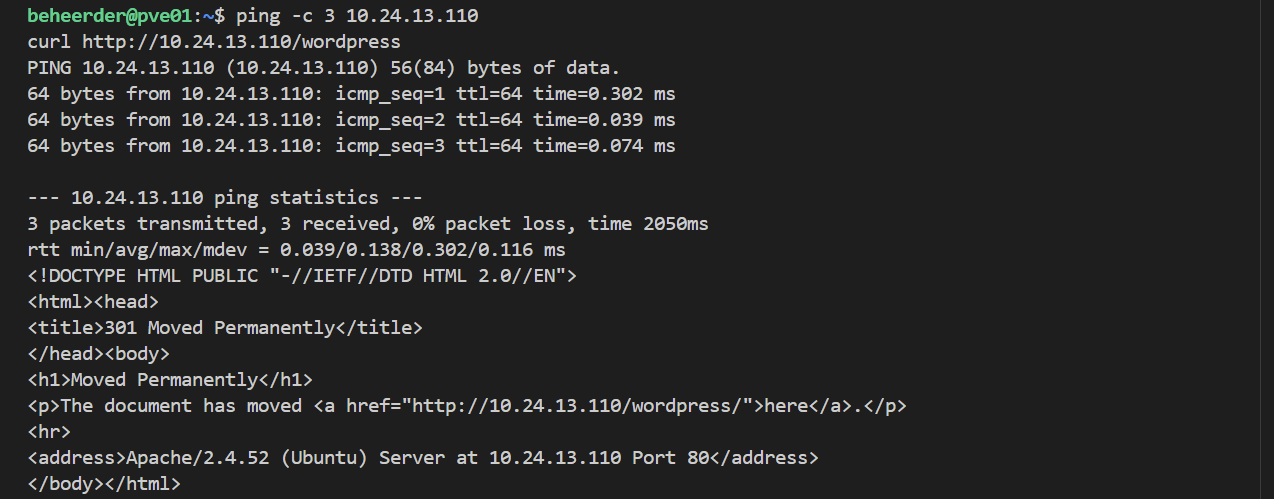 beheerder@pve01:~$ ping -c 3 10.24.13.110
curl http://10.24.13.110/wordpress
PING 10.24.13.110 (10.24.13.110) 56(84) bytes of data.
64 bytes from 10.24.13.110: icmp_seq=1 ttl=64 time=0.302 ms
64 bytes from 10.24.13.110: icmp_seq=2 ttl=64 time=0.039 ms
64 bytes from 10.24.13.110: icmp_seq=3 ttl=64 time=0.074 ms

--- 10.24.13.110 ping statistics ---
3 packets transmitted, 3 received, 0% packet loss, time 2050ms
rtt min/avg/max/mdev = 0.039/0.138/0.302/0.116 ms
<!DOCTYPE HTML PUBLIC "-//IETF//DTD HTML 2.0//EN">
<html><head>
<title>301 Moved Permanently</title>
</head><body>
<h1>Moved Permanently</h1>
<p>The document has moved <a href="http://10.24.13.110/wordpress/">here</a>.</p>
<hr>
<address>Apache/2.4.52 (Ubuntu) Server at 10.24.13.110 Port 80</address>
</body></html>